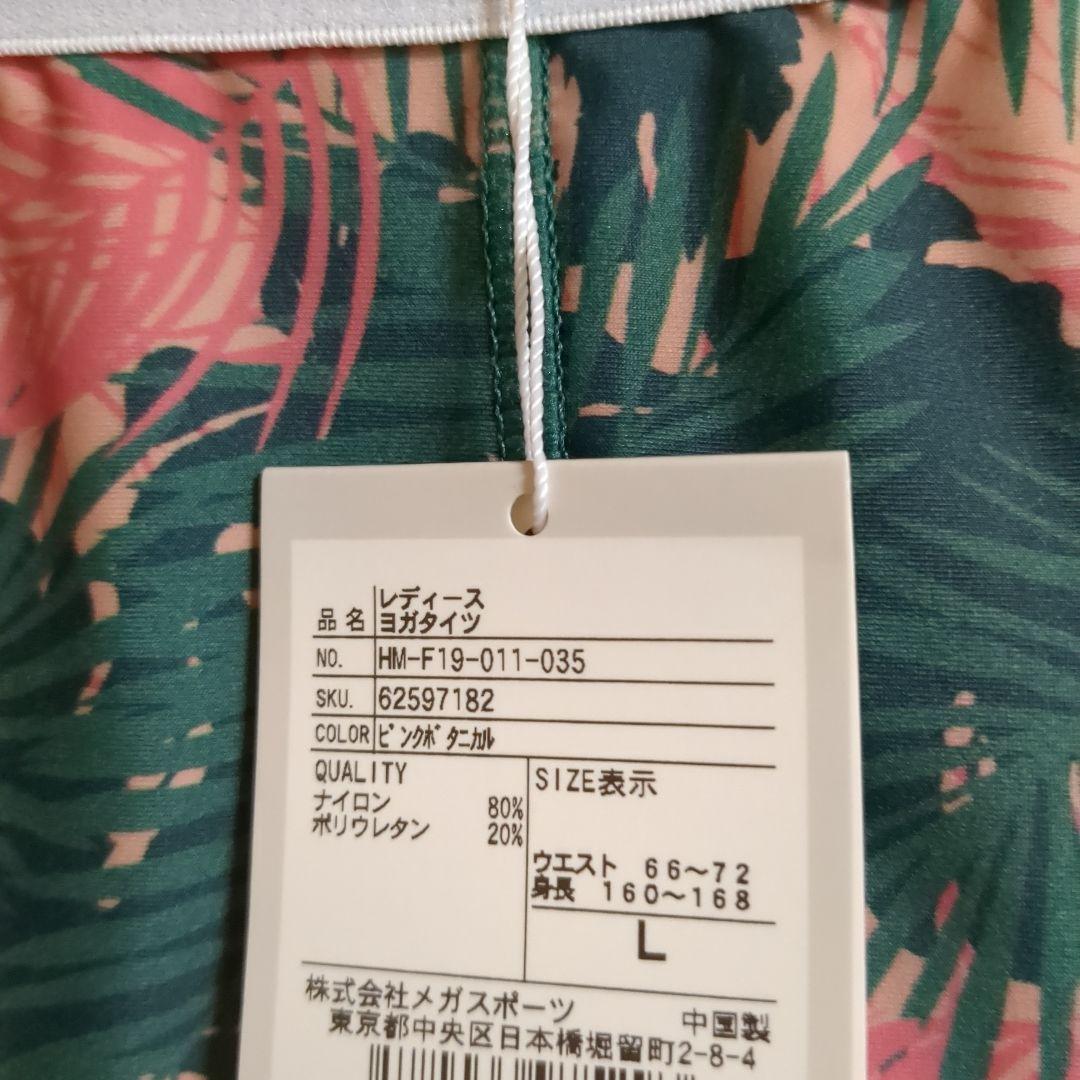 品名 レディース
ヨガタイツ
NO. HM-F19-011-035
SKU. 62597182
COLOR ﾋﾟﾝｸﾎﾞﾀﾆｶﾙ
QUALITY
ナイロン 80%
ポリウレタン 20%
SIZE表示
ウエスト 66～72
身長 160～168
L
株式会社メガスポーツ 中国製
東京都中央区日本橋堀留町2-8-4